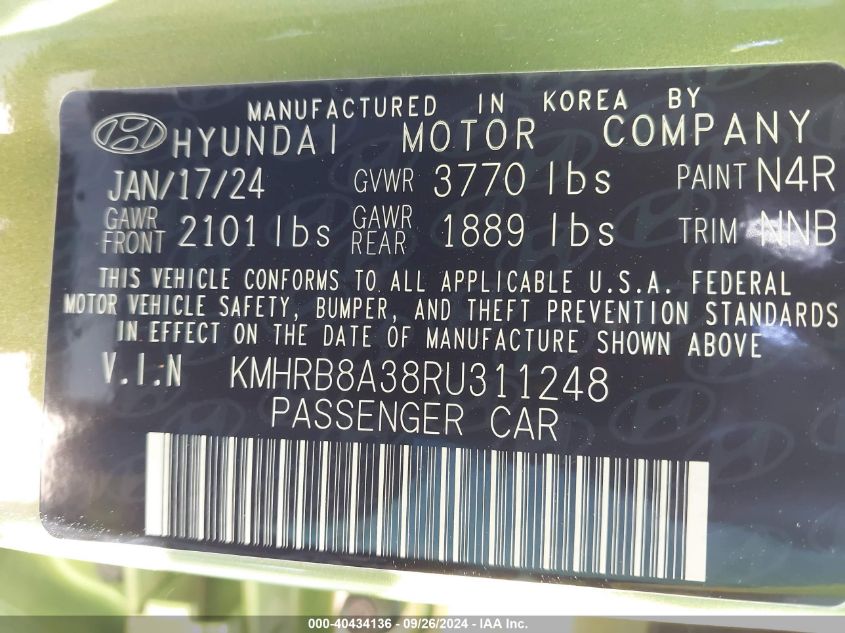 MANUFACTURED IN KOREA BY
HYUNDAI MOTOR COMPANY
JAN/17/24 GVWR 3770 lbs PAINT N4R
GAWR FRONT 2101 lbs GAWR REAR 1889 lbs TRIM NNB
THIS VEHICLE CONFORMS TO ALL APPLICABLE U.S.A. FEDERAL
MOTOR VEHICLE SAFETY, BUMPER, AND THEFT PREVENTION STANDARDS
IN EFFECT ON THE DATE OF MANUFACTURE SHOWN ABOVE
V.I.N KMHRB8A38RU311248
PASSENGER CAR
000-40434136 - 09/26/2024 - IAA Inc.